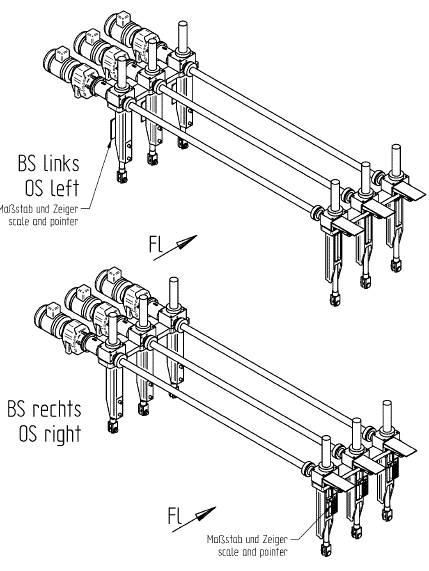 BS links
OS left
Maßstab und Zeiger
scale and pointer
Fl
BS rechts
OS right
Fl
Maßstab und Zeiger
scale and pointer